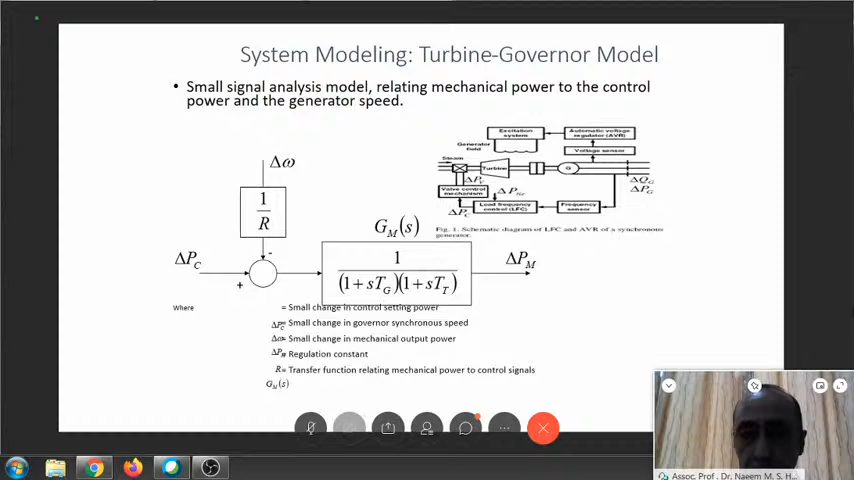 System Modeling: Turbine-Governor Model
• Small signal analysis model, relating mechanical power to the control
power and the generator speed.
Excitation system
Automatic voltage regulator (AVR)
Generator field
Voltage sensor
Steam
Turbine
G
ΔP_V
ΔP_tie
ΔQ_G
ΔP_G
Valve control mechanism
ΔP_C
Load frequency control (LFC)
Frequency sensor
Fig. 1. Schematic diagram of LFC and AVR of a synchronous
generator.
Δω
1
R
G_M(s)
-
ΔP_C
+
1
(1+sT_G)(1+sT_T)
ΔP_M
Where
= Small change in control setting power
ΔP_C= Small change in governor synchronous speed
Δω= Small change in mechanical output power
= Regulation constant
R= Transfer function relating mechanical power to control signals
G_M(s)
Assoc. Prof. Dr. Naeem M. S. H...